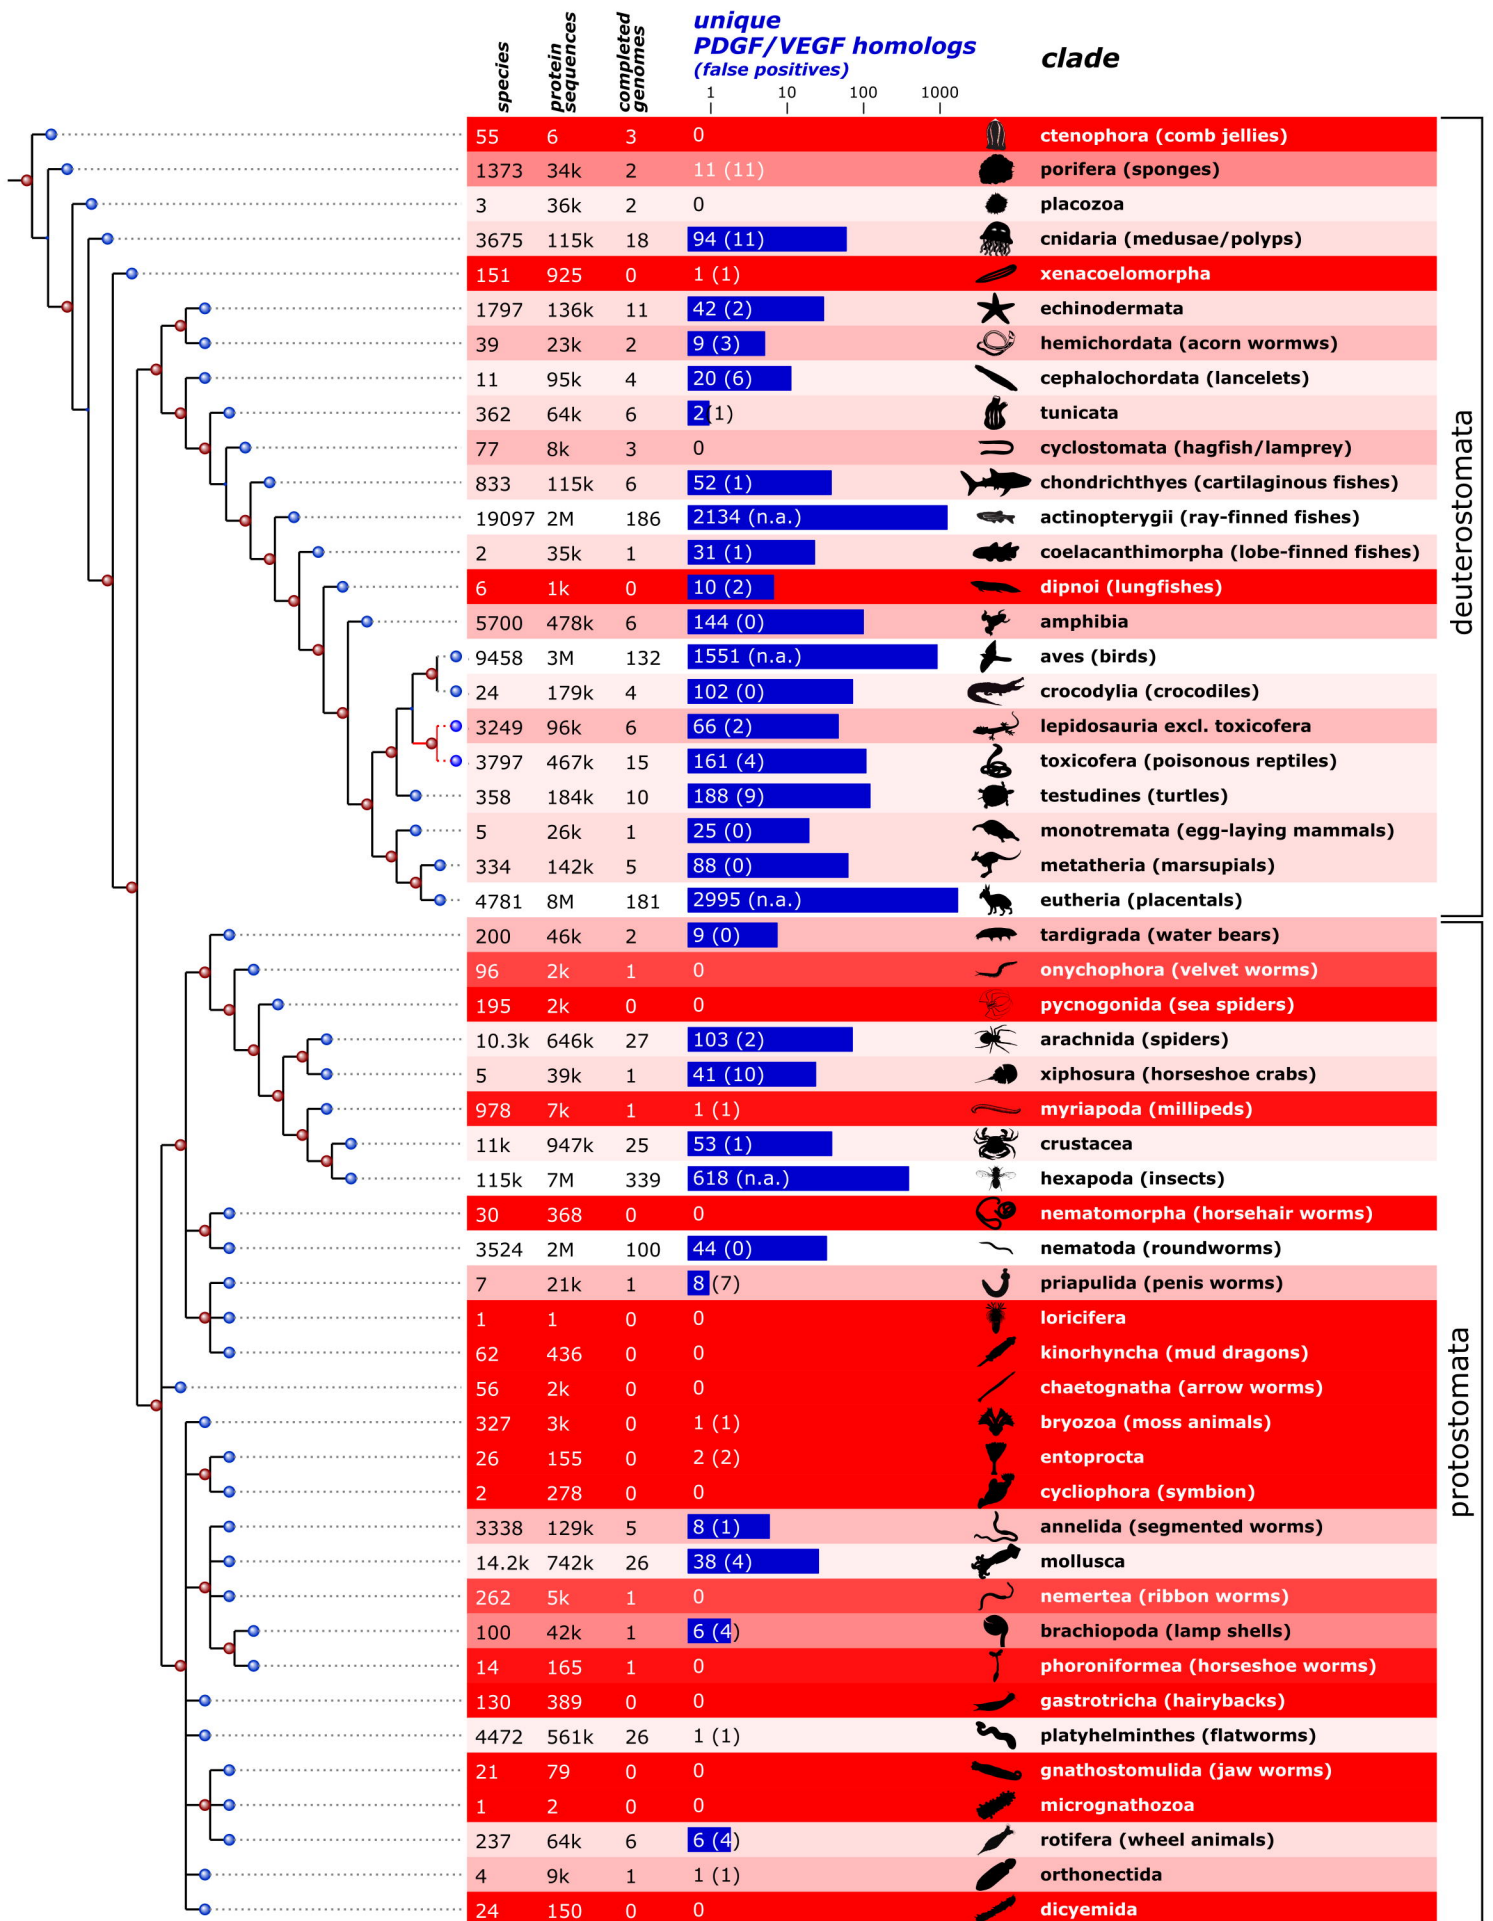 species
protein sequences
completed genomes
unique
PDGF/VEGF homologs
(false positives)
clade
1 10 100 1000
55 6 3 0 ctenophora (comb jellies)
1373 34k 2 11 (11) porifera (sponges)
3 36k 2 0 placozoa
3675 115k 18 94 (11) cnidaria (medusae/polyps)
151 925 0 1 (1) xenacoelomorpha
1797 136k 11 42 (2) echinodermata
39 23k 2 9 (3) hemichordata (acorn wormws)
11 95k 4 20 (6) cephalochordata (lancelets)
362 64k 6 2 (1) tunicata
77 8k 3 0 cyclostomata (hagfish/lamprey)
833 115k 6 52 (1) chondrichthyes (cartilaginous fishes)
19097 2M 186 2134 (n.a.) actinopterygii (ray-finned fishes)
2 35k 1 31 (1) coelacanthimorpha (lobe-finned fishes)
6 1k 0 10 (2) dipnoi (lungfishes)
5700 478k 6 144 (0) amphibia
9458 3M 132 1551 (n.a.) aves (birds)
24 179k 4 102 (0) crocodylia (crocodiles)
3249 96k 6 66 (2) lepidosauria excl. toxicofera
3797 467k 15 161 (4) toxicofera (poisonous reptiles)
358 184k 10 188 (9) testudines (turtles)
5 26k 1 25 (0) monotremata (egg-laying mammals)
334 142k 5 88 (0) metatheria (marsupials)
4781 8M 181 2995 (n.a.) eutheria (placentals)
deuterostomata
200 46k 2 9 (0) tardigrada (water bears)
96 2k 1 0 onychophora (velvet worms)
195 2k 0 0 pycnogonida (sea spiders)
10.3k 646k 27 103 (2) arachnida (spiders)
5 39k 1 41 (10) xiphosura (horseshoe crabs)
978 7k 1 1 (1) myriapoda (millipeds)
11k 947k 25 53 (1) crustacea
115k 7M 339 618 (n.a.) hexapoda (insects)
30 368 0 0 nematomorpha (horsehair worms)
3524 2M 100 44 (0) nematoda (roundworms)
7 21k 1 8 (7) priapulida (penis worms)
1 1 0 0 loricifera
62 436 0 0 kinorhyncha (mud dragons)
56 2k 0 0 chaetognatha (arrow worms)
327 3k 0 1 (1) bryozoa (moss animals)
26 155 0 2 (2) entoprocta
2 278 0 0 cycliophora (symbion)
3338 129k 5 8 (1) annelida (segmented worms)
14.2k 742k 26 38 (4) mollusca
262 5k 1 0 nemertea (ribbon worms)
100 42k 1 6 (4) brachiopoda (lamp shells)
14 165 1 0 phoroniformea (horseshoe worms)
130 389 0 0 gastrotricha (hairybacks)
4472 561k 26 1 (1) platyhelminthes (flatworms)
21 79 0 0 gnathostomulida (jaw worms)
1 2 0 0 micrognathozoa
237 64k 6 6 (4) rotifera (wheel animals)
4 9k 1 1 (1) orthonectida
24 150 0 0 dicyemida
protostomata